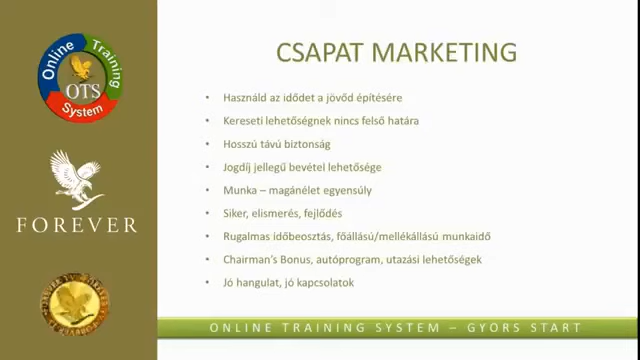 CSAPAT MARKETING
Online Training System
OTS
FOREVER
• Használd az idődet a jövőd építésére
• Kereseti lehetőségnek nincs felső határa
• Hosszú távú biztonság
• Jogdíj jellegű bevétel lehetősége
• Munka – magánélet egyensúly
• Siker, elismerés, fejlődés
• Rugalmas időbeosztás, főállású/mellékállású munkaidő
• Chairman's Bonus, autóprogram, utazási lehetőségek
• Jó hangulat, jó kapcsolatok
ONLINE TRAINING SYSTEM – GYORS START